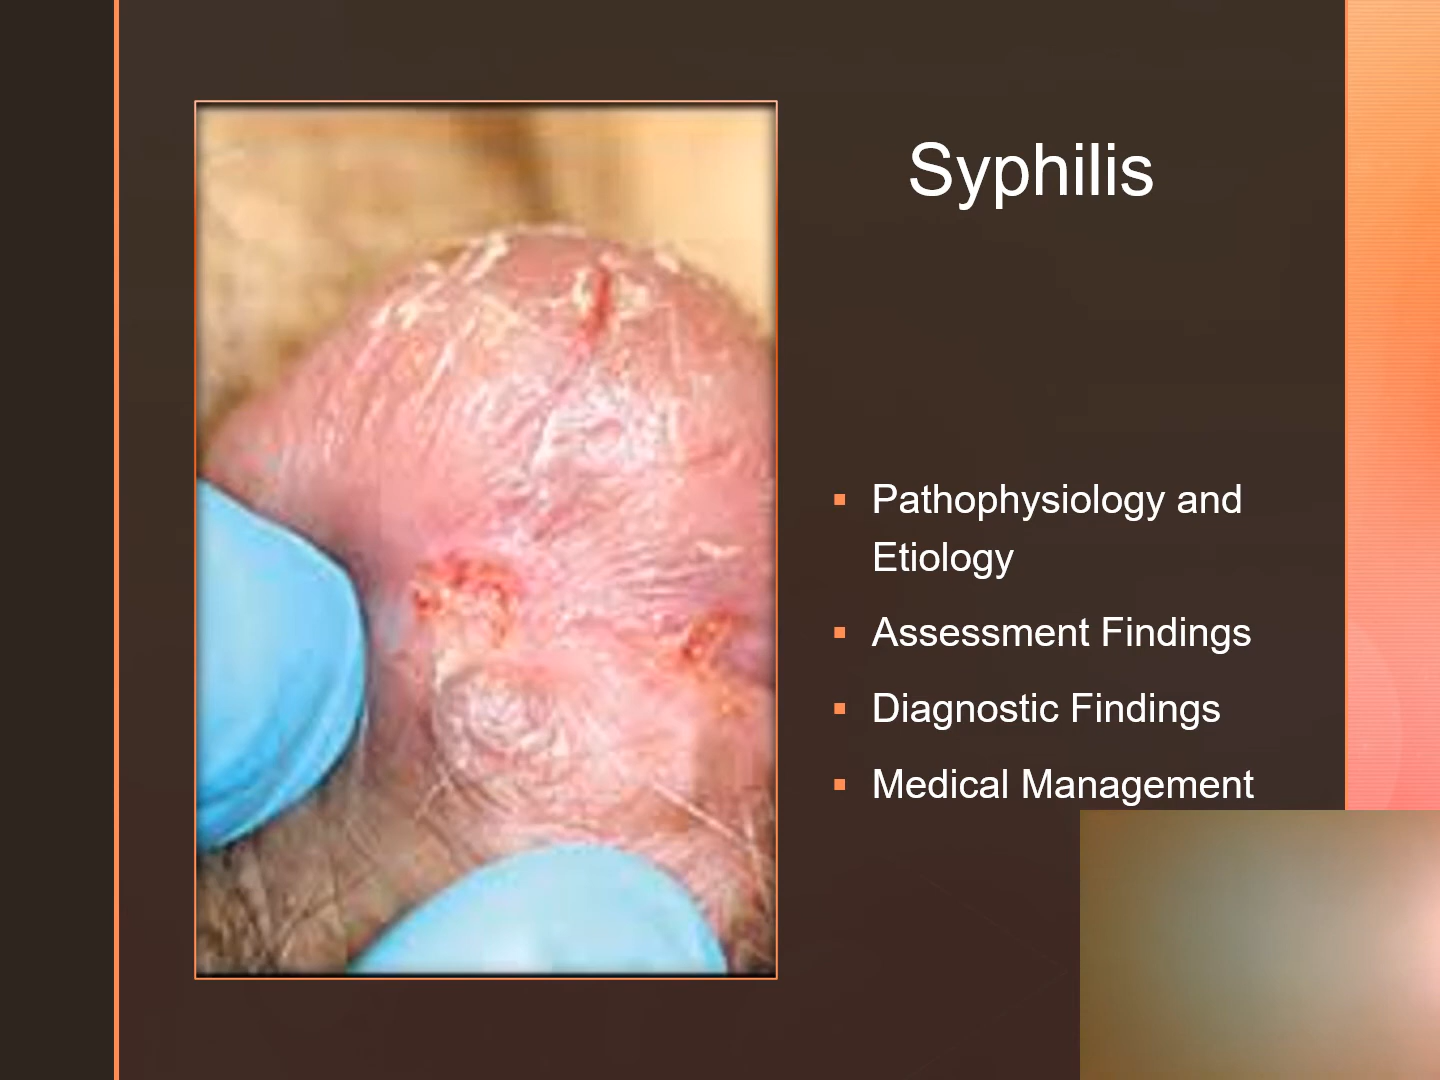 Syphilis
Pathophysiology and
Etiology
Assessment Findings
Diagnostic Findings
Medical Management